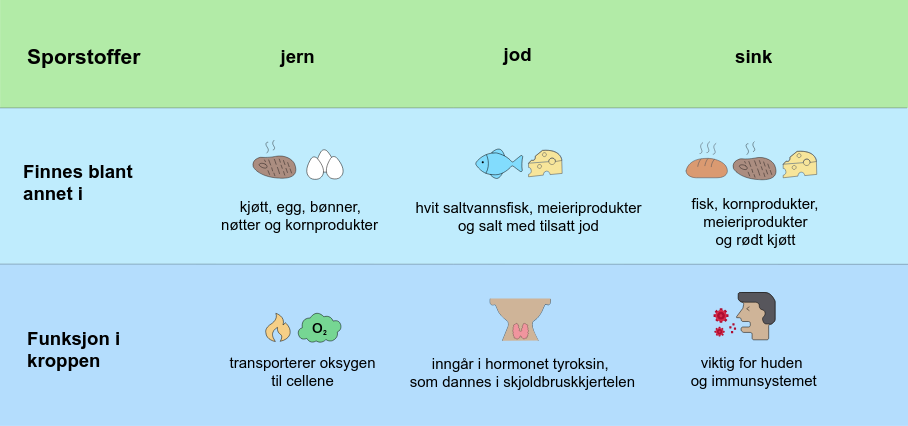 Sporstoffer
jern
jod
sink
Finnes blant
annet i
kjøtt, egg, bønner,
nøtter og kornprodukter
hvit saltvannsfisk, meieriprodukter
og salt med tilsatt jod
fisk, kornprodukter,
meieriprodukter
og rødt kjøtt
Funksjon i
kroppen
O₂
transporterer oksygen
til cellene
inngår i hormonet tyroksin,
som dannes i skjoldbruskkjertelen
viktig for huden
og immunsystemet